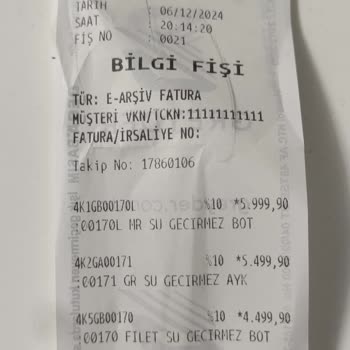 TARİH : 06/12/2024
SAAT : 20:14:20
FİŞ NO : 0021
BİLGİ FİŞİ
TÜR: E-ARŞİV FATURA
MÜŞTERİ VKN/TCKN:11111111111
FATURA/İRSALİYE NO:
Takip No: 17860106
4K1GB00170L %10 *5.999,90
:00170L MR SU GECIRMEZ BOT
4K2GA00171 %10 *5.499,90
:00171 GR SU GECIRMEZ AYK
4K5GB00170 %10 *4.499,90
:00170 FILET SU GECIRMEZ BOT